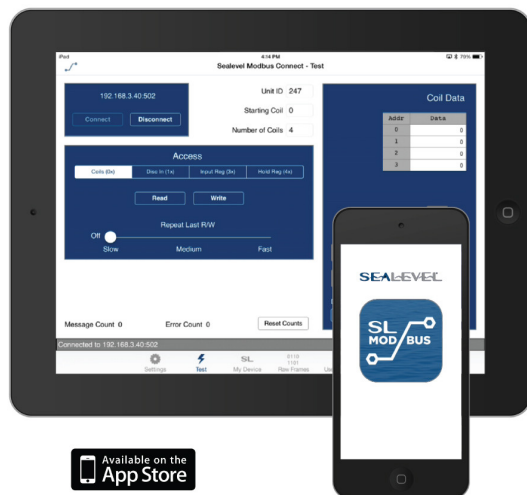 iPad 4:14 PM 70%
Sealevel Modbus Connect - Test
192.168.3.40:502
Connect Disconnect
Unit ID 247
Starting Coil 0
Number of Coils 4
Coil Data
Addr Data
0 0
1 0
2 0
3 0
Access
Coils (0x) Disc In (1x) Input Reg (3x) Hold Reg (4x)
Read Write
Repeat Last R/W
Off
Slow Medium Fast
Message Count 0 Error Count 0 Reset Counts
Connected to 192.168.3.40:502
Settings Test My Device Raw Frames
SL
0110
1101
SEALEVEL
SL
MOD BUS
Available on the
App Store